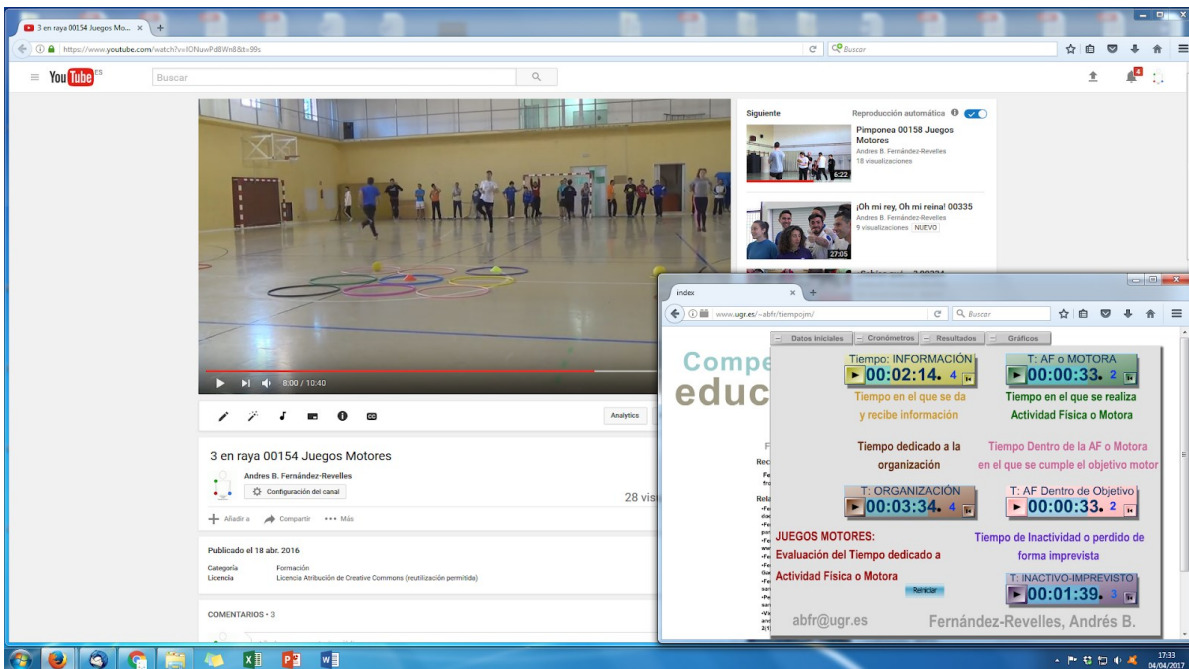 3 en raya 00154 Juegos Mo...
https://www.youtube.com/watch?v=IONuwPd8Wn8&t=99s
Buscar
YouTube ES
Buscar
4
8:00 / 10:40
Siguiente
Reproducción automática
Pimponea 00158 Juegos
Motores
Andres B. Fernández-Revelles
18 visualizaciones
6:22
¡Oh mi rey, Oh mi reina! 00335
Andres B. Fernández-Revelles
9 visualizaciones NUEVO
27:05
Analytics
3 en raya 00154 Juegos Motores
Andres B. Fernández-Revelles
Configuración del canal
28 vis
Añadir a Compartir Más
Publicado el 18 abr. 2016
Categoría Formación
Licencia Licencia Atribución de Creative Commons (reutilización permitida)
COMENTARIOS • 3
index
www.ugr.es/~abfr/tiempojm/
Buscar
Compe
educ
Datos Iniciales Cronómetros Resultados Gráficos
Tiempo: INFORMACIÓN
00:02:14. 4
Tiempo en el que se da
y recibe información
T: AF o MOTORA
00:00:33. 2
Tiempo en el que se realiza
Actividad Física o Motora
Tiempo dedicado a la
organización
T: ORGANIZACIÓN
00:03:34. 4
Tiempo Dentro de la AF o Motora
en el que se cumple el objetivo motor
T: AF Dentro de Objetivo
00:00:33. 2
JUEGOS MOTORES:
Evaluación del Tiempo dedicado a
Actividad Física o Motora
Reiniciar
Tiempo de Inactividad o perdido de
forma imprevista
T: INACTIVO-IMPREVISTO
00:01:39. 3
abfr@ugr.es
Fernández-Revelles, Andrés B.
17:33
04/04/2017